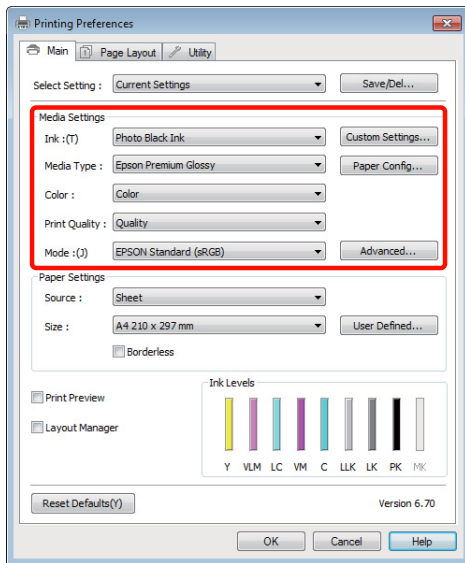 Printing Preferences
Main Page Layout Utility
Select Setting : Current Settings Save/Del...
Media Settings
Ink :(T) Photo Black Ink Custom Settings...
Media Type : Epson Premium Glossy Paper Config...
Color : Color
Print Quality : Quality
Mode :(J) EPSON Standard (sRGB) Advanced...
Paper Settings
Source : Sheet
Size : A4 210 x 297 mm User Defined...
Borderless
Print Preview
Layout Manager
Ink Levels
Y VLM LC VM C LLK LK PK MK
Reset Defaults(Y) Version 6.70
OK Cancel Help